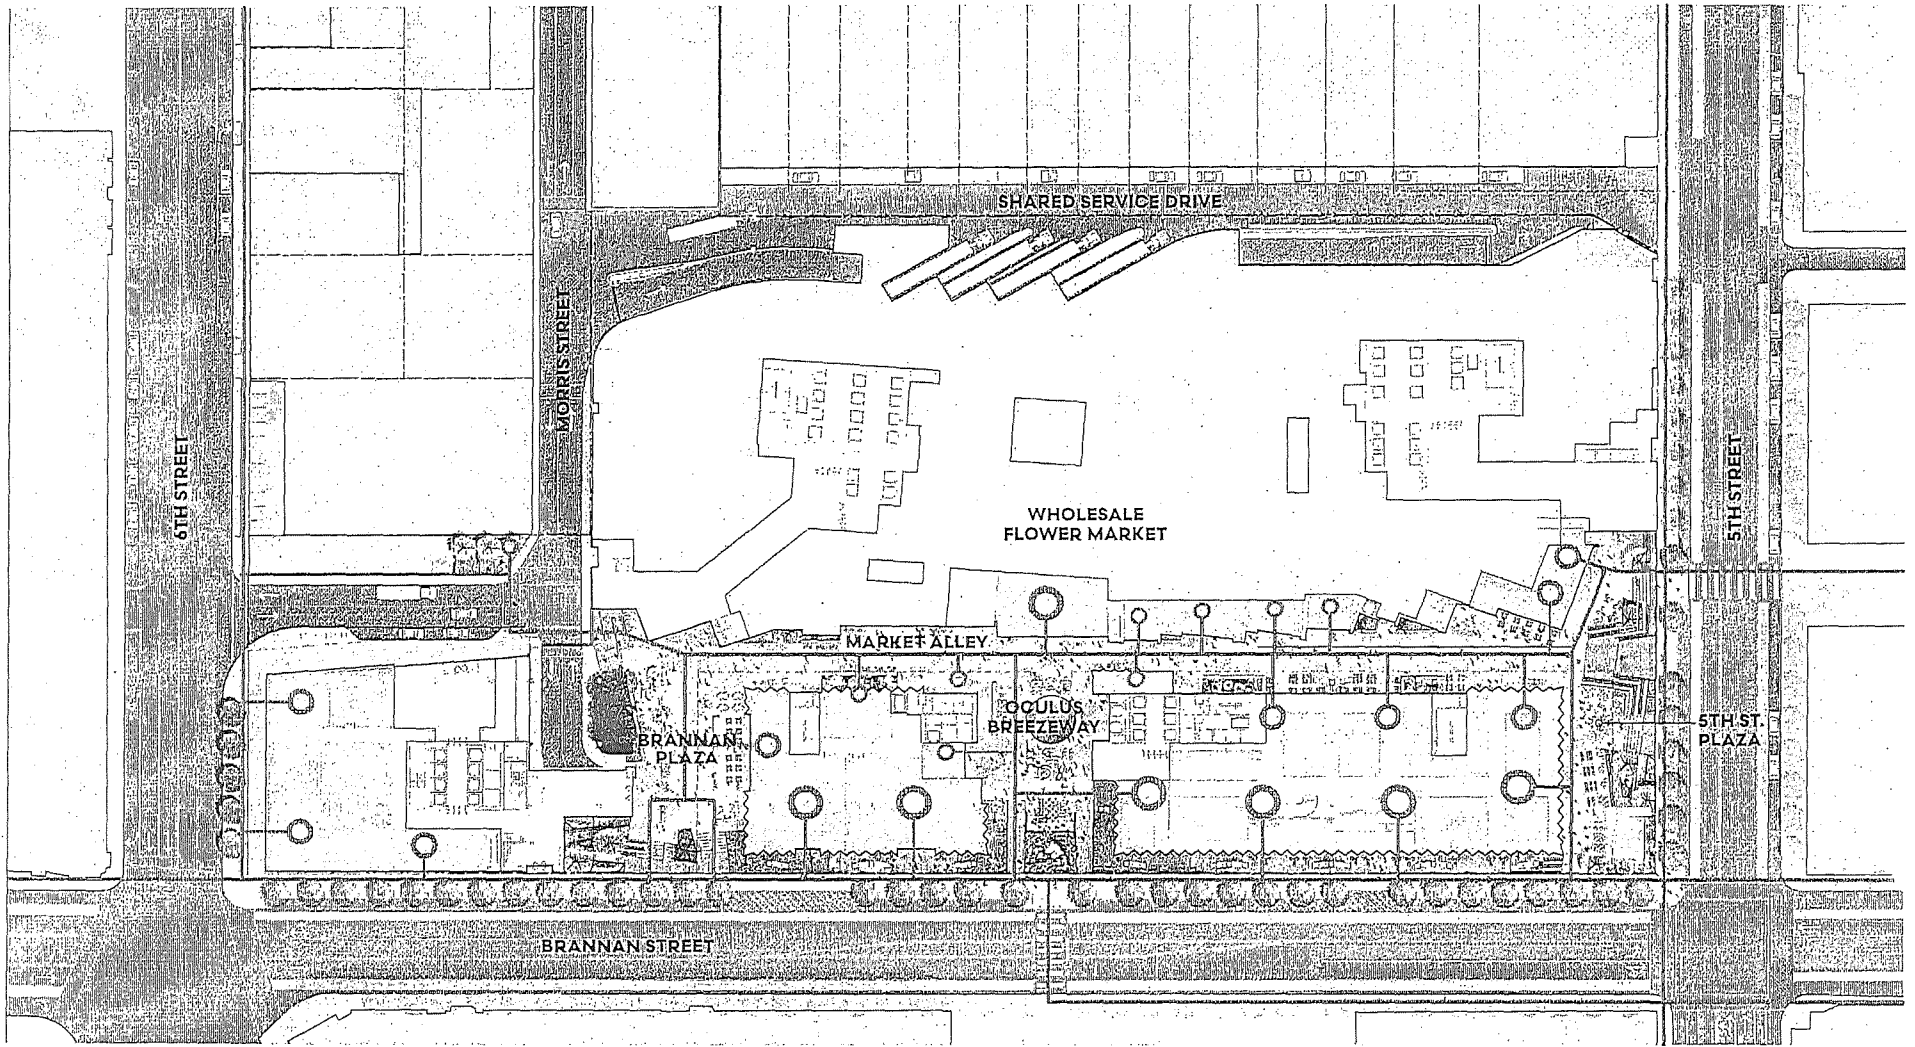 SHARED SERVICE DRIVE
MORRIS STREET
6TH STREET
5TH STREET
WHOLESALE
FLOWER MARKET
MARKET ALLEY
OCULUS
BREEZEWAY
BRANNAN
PLAZA
5TH ST.
PLAZA
BRANNAN STREET